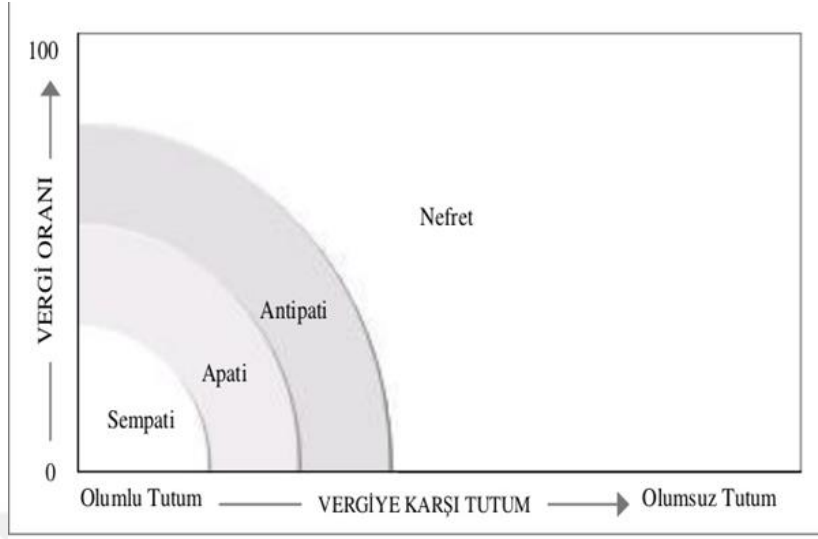 100
VERGİ ORANI
Nefret
Antipati
Apati
Sempati
0
Olumlu Tutum
VERGİYE KARŞI TUTUM
Olumsuz Tutum